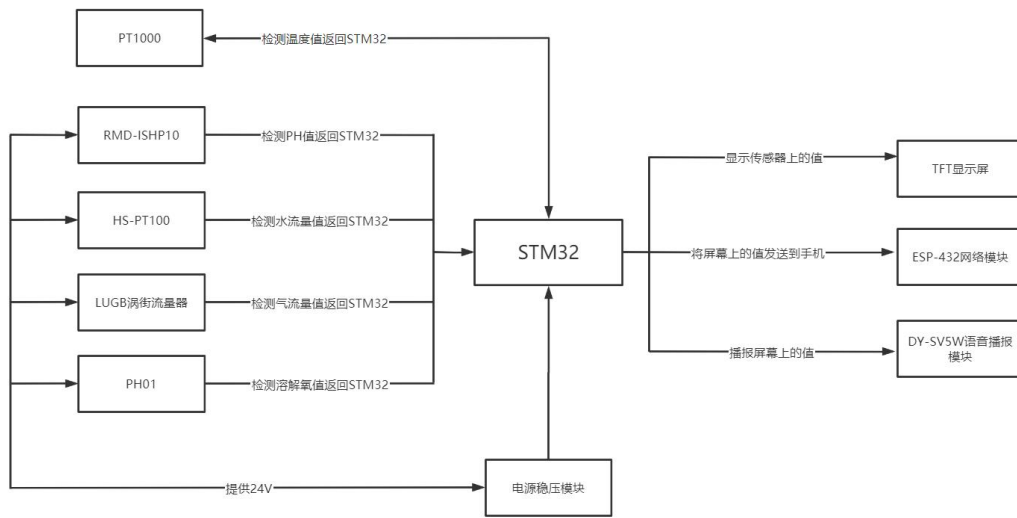 PT1000
检测温度值返回STM32
RMD-ISHP10
检测PH值返回STM32
显示传感器上的值
TFT显示屏
HS-PT100
检测水流量值返回STM32
STM32
将屏幕上的值发送到手机
ESP-432网络模块
LUGB涡街流量器
检测气流量值返回STM32
播报屏幕上的值
DY-SV5W语音播报
模块
PH01
检测溶解氧值返回STM32
提供24V
电源稳压模块